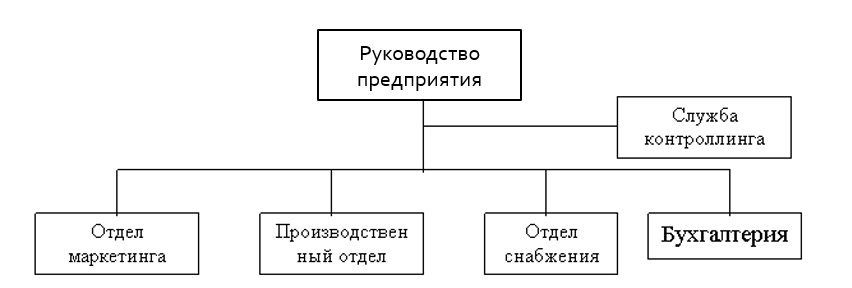 Руководство
предприятия
Служба
контроллинга
Отдел
маркетинга
Производствен
ный отдел
Отдел
снабжения
Бухгалтерия